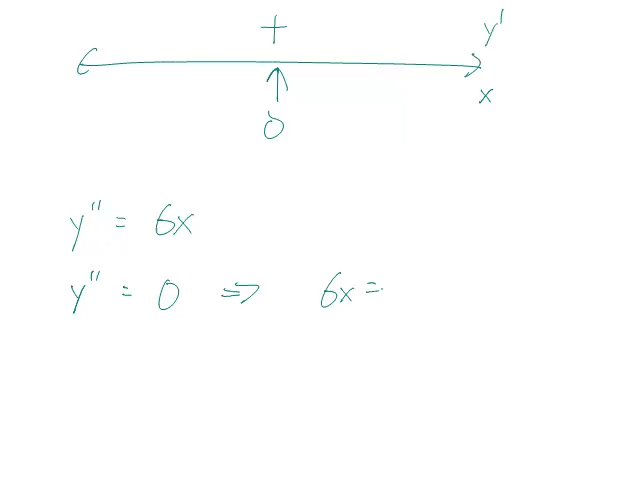 + y'
x
0
y'' = 6x
y'' = 0 ⇒ 6x =